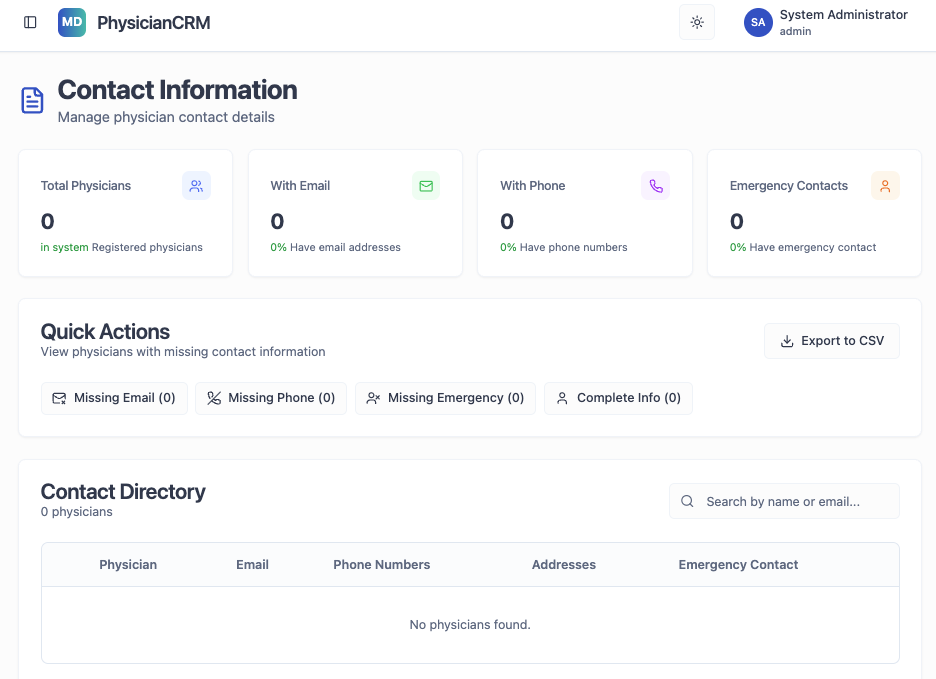 MD PhysicianCRM
SA System Administrator
admin
Contact Information
Manage physician contact details
Total Physicians
0
in system Registered physicians
With Email
0
0% Have email addresses
With Phone
0
0% Have phone numbers
Emergency Contacts
0
0% Have emergency contact
Quick Actions
View physicians with missing contact information
Export to CSV
Missing Email (0) Missing Phone (0) Missing Emergency (0) Complete Info (0)
Contact Directory
0 physicians
Search by name or email...
Physician Email Phone Numbers Addresses Emergency Contact
No physicians found.